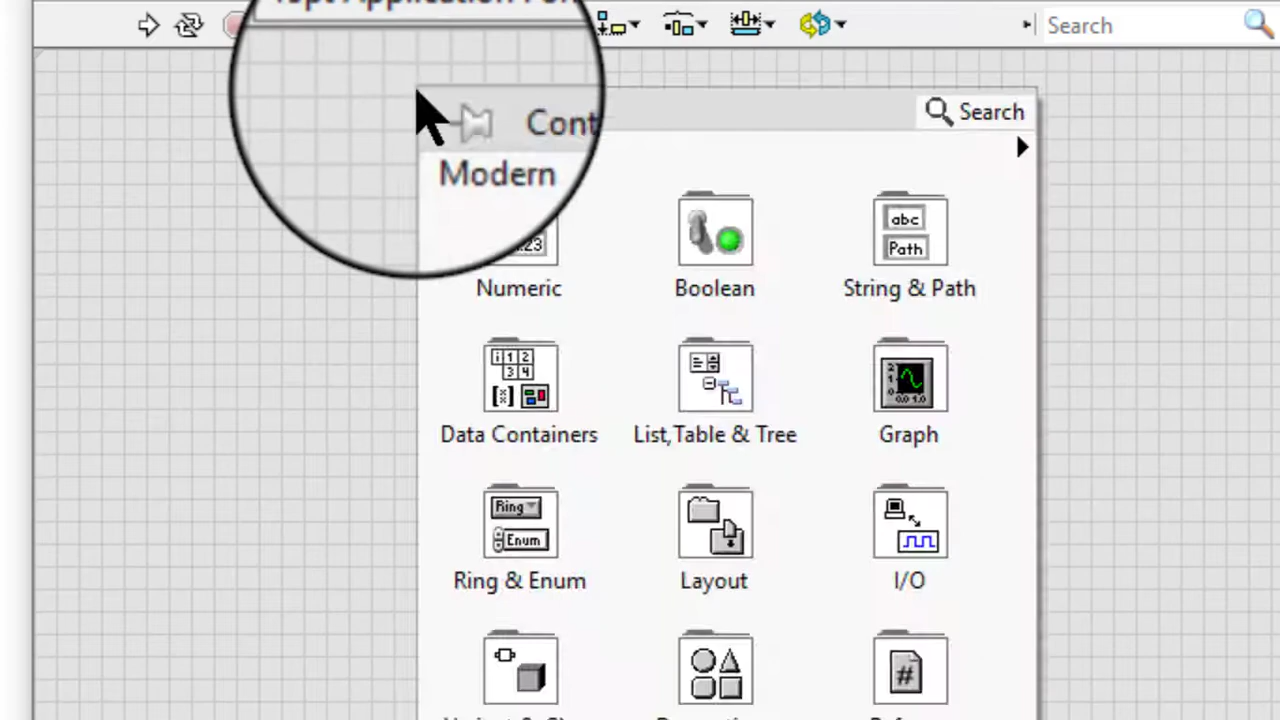 Application
Search
Cont
Search
Modern
abc
Path
Numeric
Boolean
String & Path
Data Containers
List, Table & Tree
Graph
Ring
Enum
Ring & Enum
Layout
I/O
#